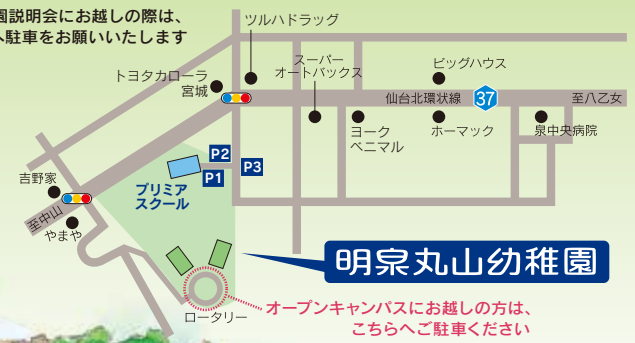 園説明会にお越しの際は、
へ駐車をお願いいたします
ツルハドラッグ
トヨタカローラ
宮城
スーパー
オートバックス
ビッグハウス
仙台北環状線
37
至八乙女
ヨーク
ベニマル
ホーマック
泉中央病院
P2
P1
P3
プリミア
スクール
吉野家
至中山
やまや
明泉丸山幼稚園
ロータリー
オープンキャンパスにお越しの方は、
こちらへご駐車ください